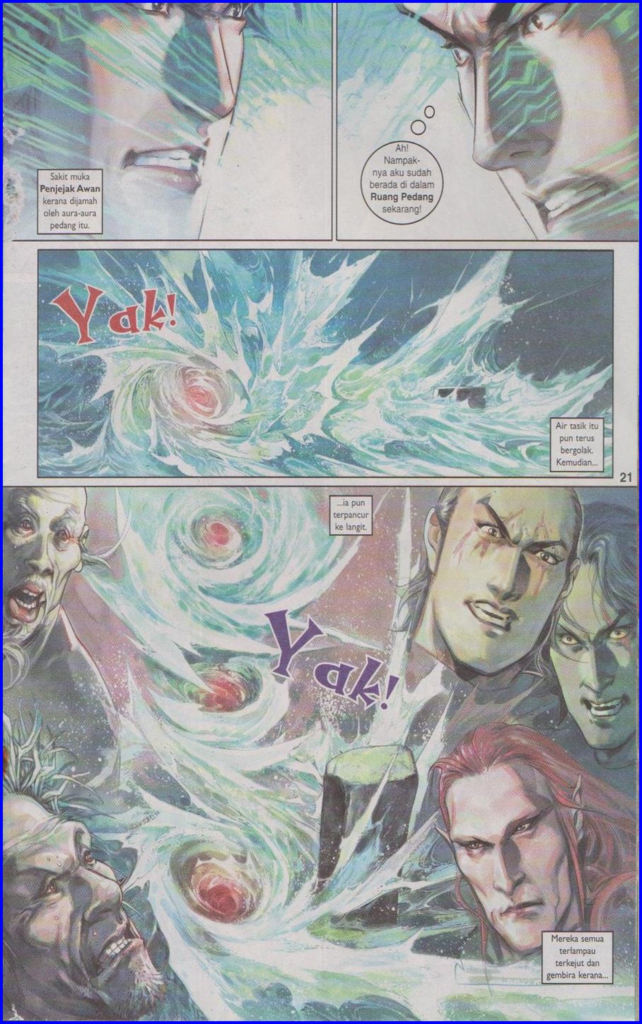 Sakit muka
Penjejak Awan
kerana dijamah
oleh aura-aura
pedang itu.
Ah!
Nampak-
nya aku sudah
berada di dalam
Ruang Pedang
sekarang!
Yak!
Air tasik itu
pun terus
bergolak.
Kemudian...
21
...ia pun
terpancur
ke langit.
Yak!
Mereka semua
terlampau
terkejut dan
gembira kerana...